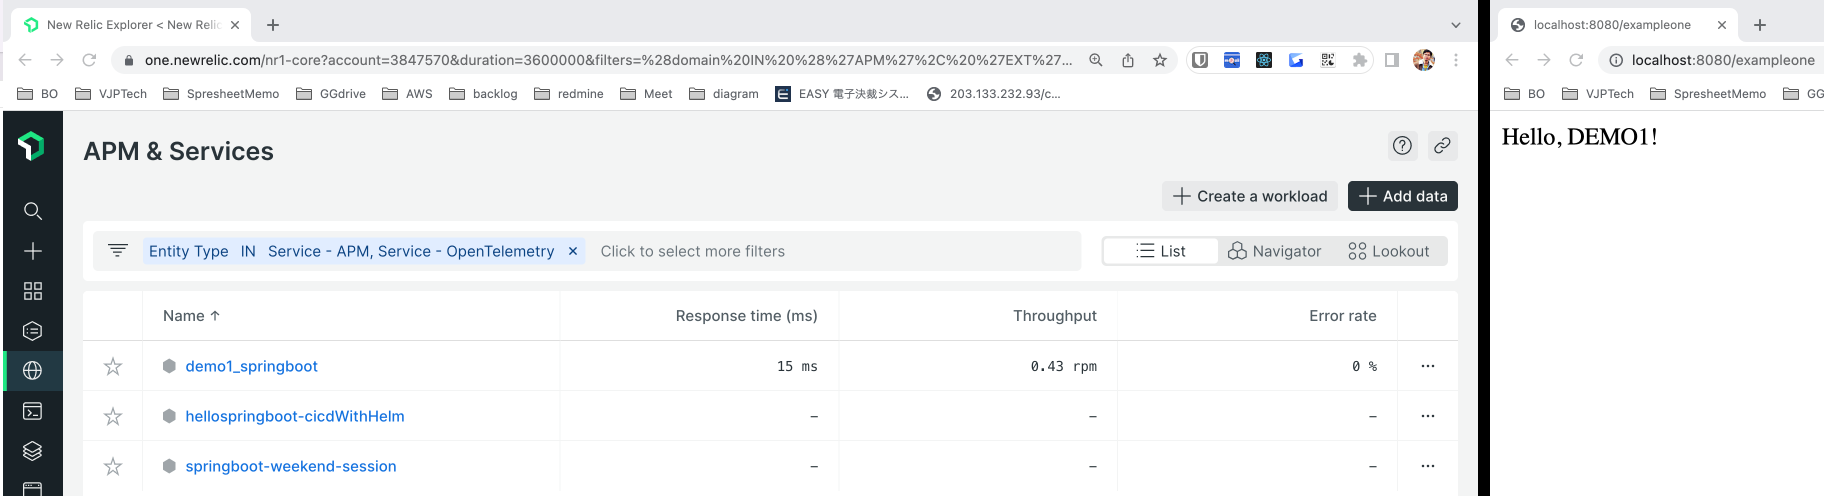 New Relic Explorer < New Relic
one.newrelic.com/nr1-core?account=3847570&duration=3600000&filters=%28domain%20IN%20%28%27APM%27%2C%20%27EXT%27...
BO VJPTech SpresheetMemo GGdrive AWS backlog redmine Meet diagram EASY 電子決裁シス... 203.133.232.93/c...
APM & Services
Create a workload Add data
Entity Type IN Service - APM, Service - OpenTelemetry × Click to select more filters List Navigator Lookout
Name ↑ Response time (ms) Throughput Error rate
demo1_springboot 15 ms 0.43 rpm 0 % ...
hellospringboot-cicdWithHelm – – – ...
springboot-weekend-session – – – ...
localhost:8080/exampleone
localhost:8080/exampleone
BO VJPTech SpresheetMemo GG
Hello, DEMO1!